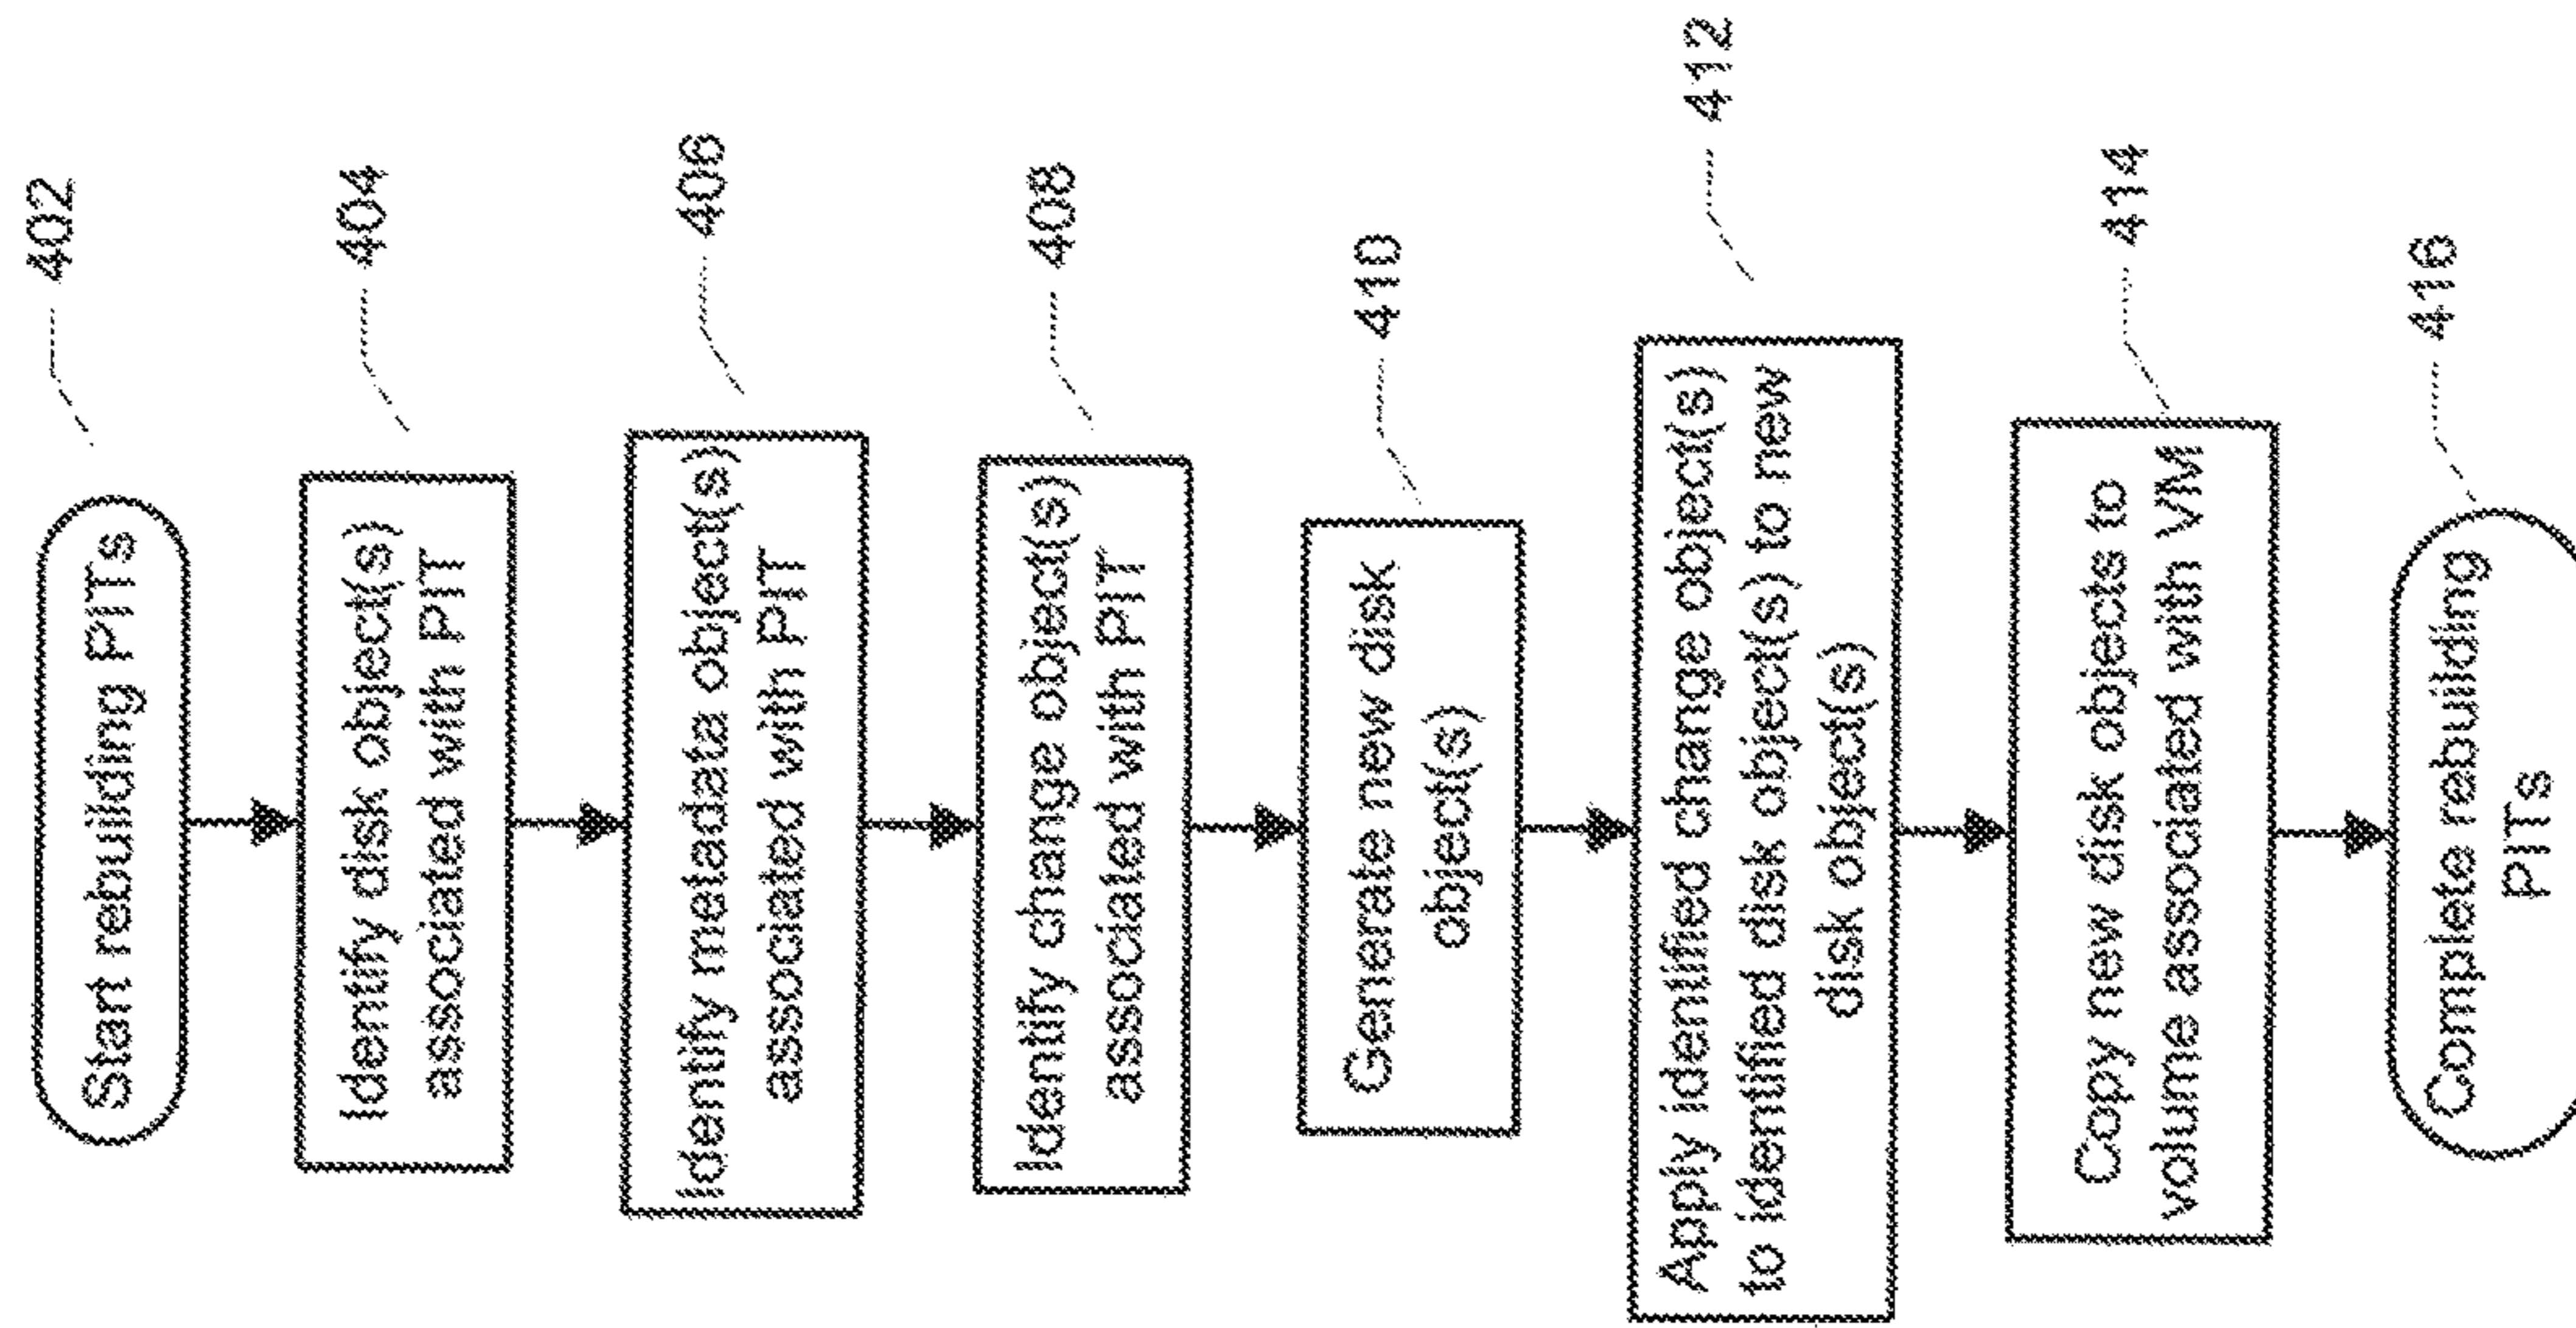 Start rebuilding PITs
402
Identify disk object(s)
associated with PIT
404
Identify metadata object(s)
associated with PIT
406
Identify change object(s)
associated with PIT
408
Generate new disk
object(s)
410
Apply identified change object(s)
to identified disk object(s) to new
disk object(s)
412
Copy new disk objects to
volume associated with VM
414
Complete rebuilding
PITs
416